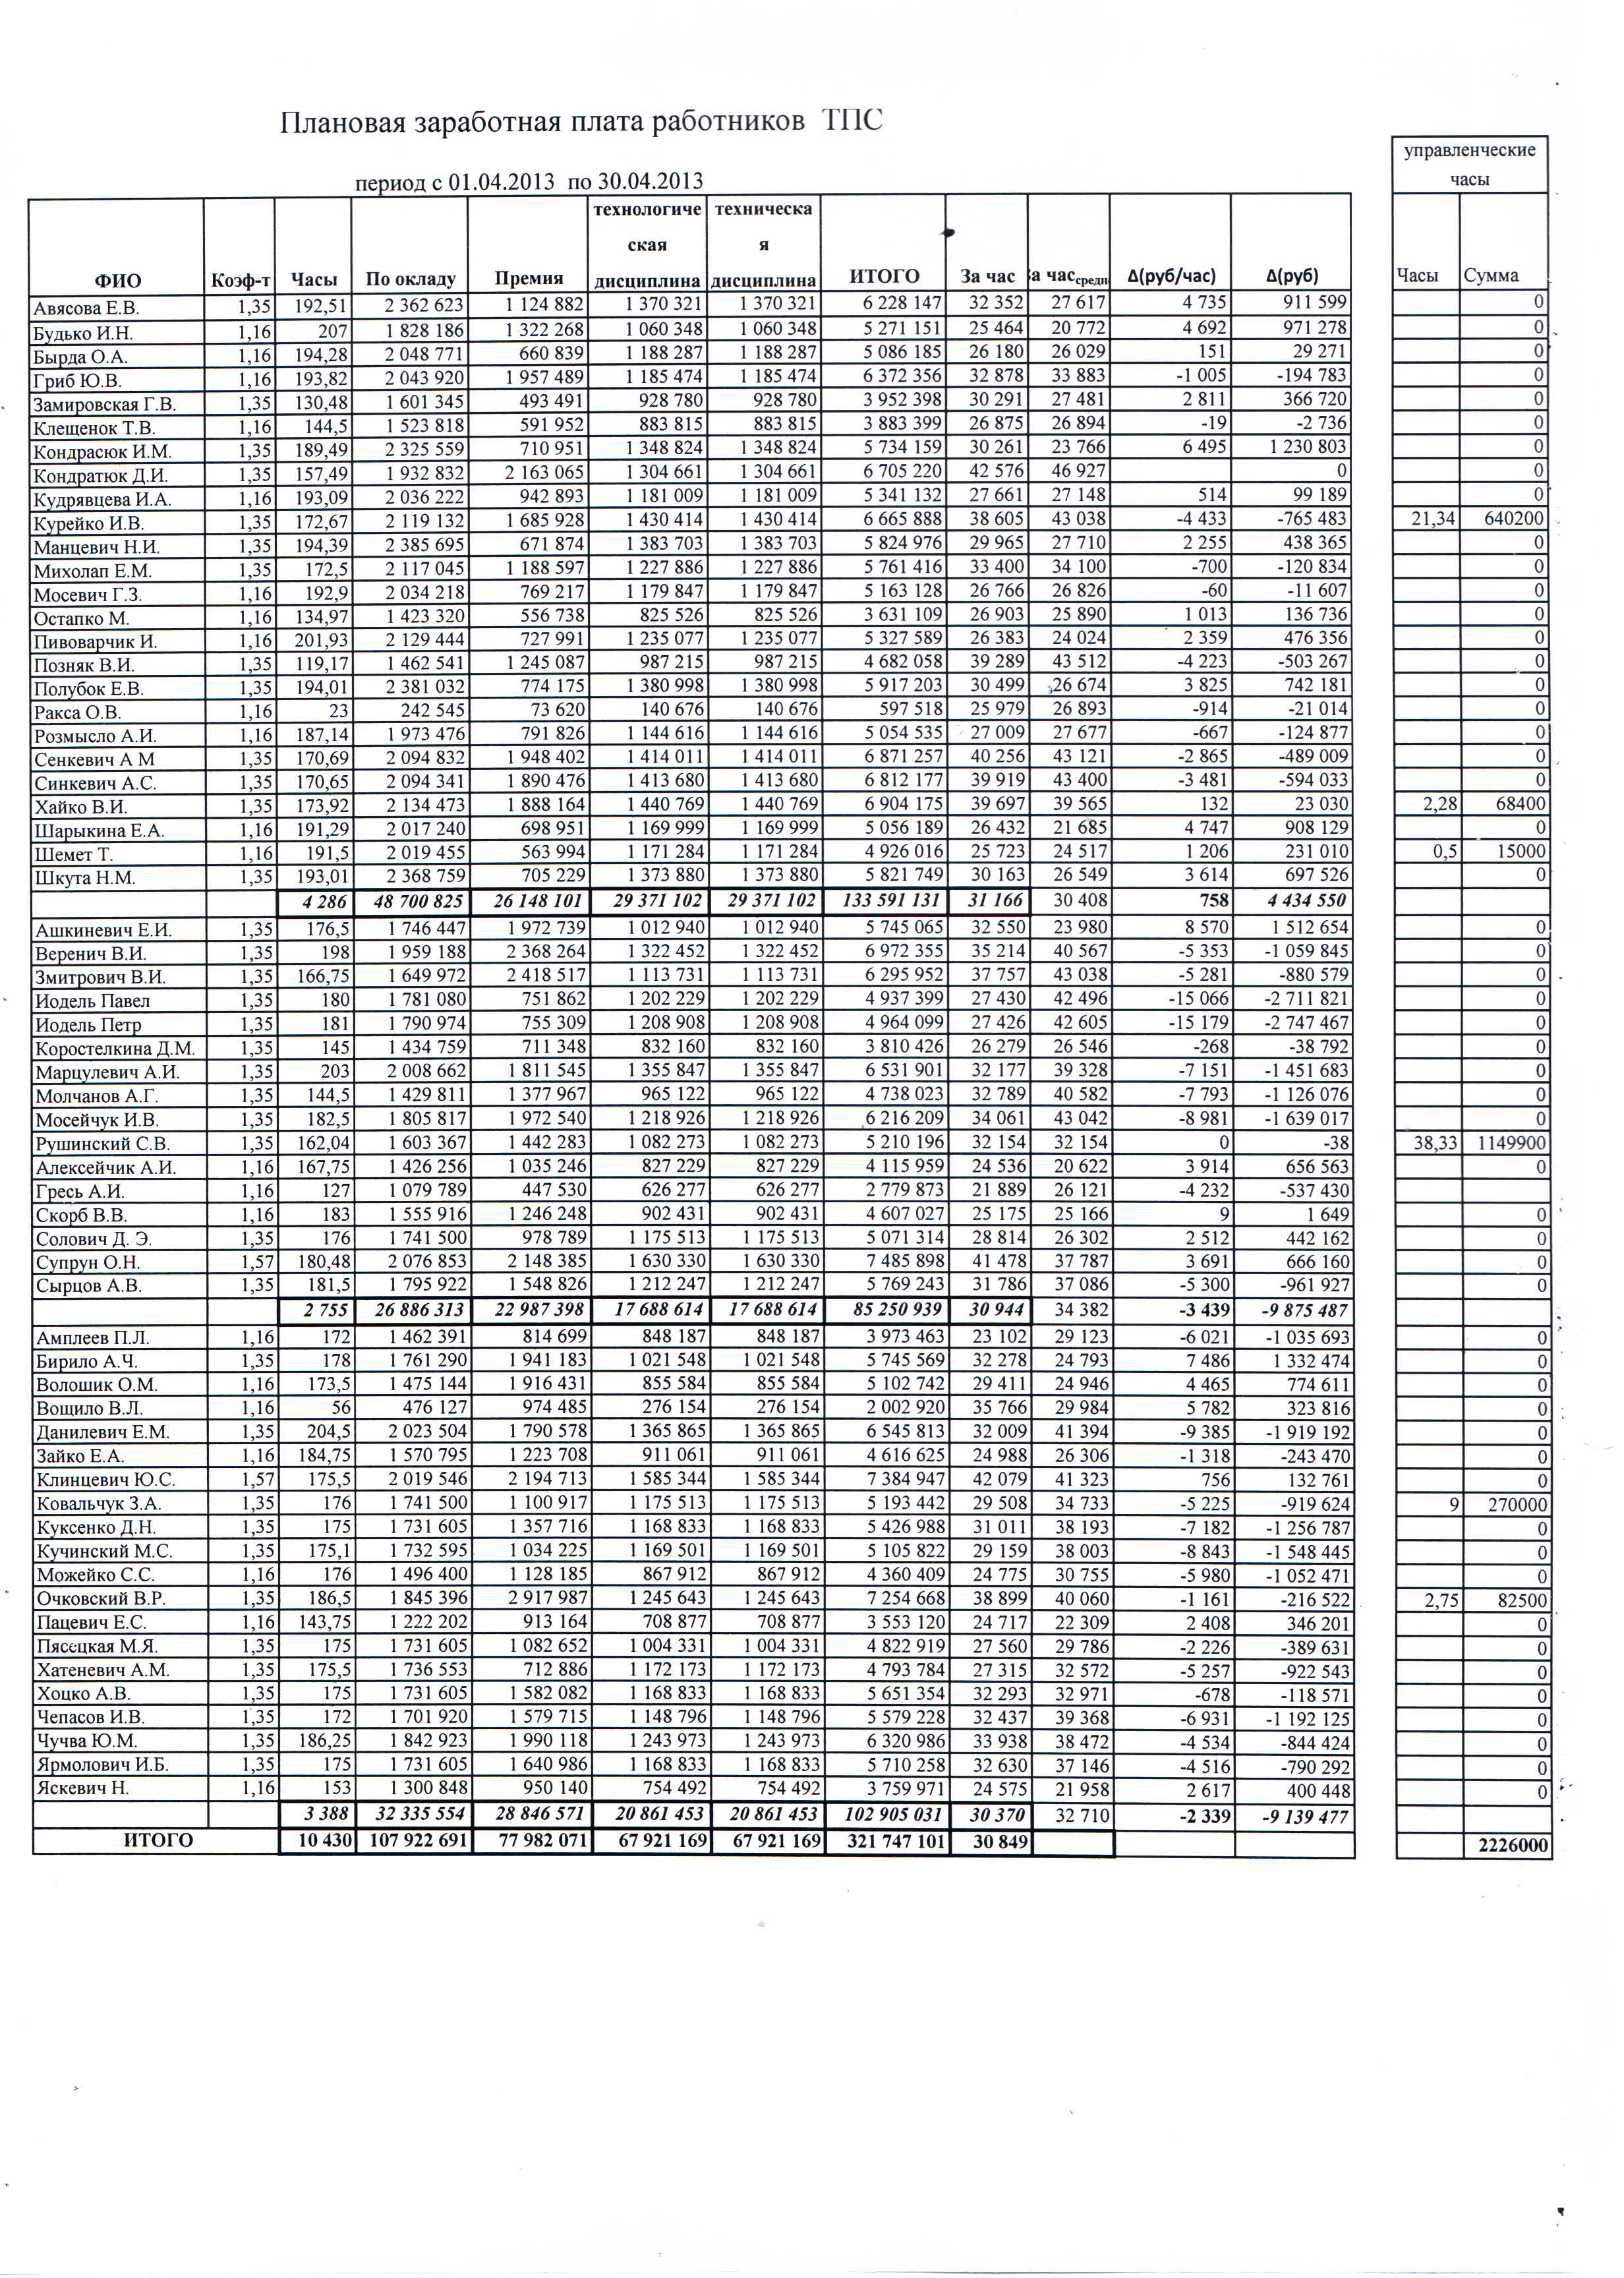 Плановая заработная плата работников ТПС
период с 01.04.2013 по 30.04.2013
управленческие часы
ФИО Коэф-т Часы По окладу Премия технологиче ская дисциплина техническа я дисциплина ИТОГО За час а час средн Δ(руб/час) Δ(руб) Часы Сумма
Авясова Е.В. 1,35 192,51 2 362 623 1 124 882 1 370 321 1 370 321 6 228 147 32 352 27 617 4 735 911 599 0
Будько И.Н. 1,16 207 1 828 186 1 322 268 1 060 348 1 060 348 5 271 151 25 464 20 772 4 692 971 278 0
Бырда О.А. 1,16 194,28 2 048 771 660 839 1 188 287 1 188 287 5 086 185 26 180 26 029 151 29 271 0
Гриб Ю.В. 1,16 193,82 2 043 920 1 957 489 1 185 474 1 185 474 6 372 356 32 878 33 883 -1 005 -194 783 0
Замировская Г.В. 1,35 130,48 1 601 345 493 491 928 780 928 780 3 952 398 30 291 27 481 2 811 366 720 0
Клещенок Т.В. 1,16 144,5 1 523 818 591 952 883 815 883 815 3 883 399 26 875 26 894 -19 -2 736 0
Кондрасюк И.М. 1,35 189,49 2 325 559 710 951 1 348 824 1 348 824 5 734 159 30 261 23 766 6 495 1 230 803 0
Кондратюк Д.И. 1,35 157,49 1 932 832 2 163 065 1 304 661 1 304 661 6 705 220 42 576 46 927 0 0
Кудрявцева И.А. 1,16 193,09 2 036 222 942 893 1 181 009 1 181 009 5 341 132 27 661 27 148 514 99 189 0
Курейко И.В. 1,35 172,67 2 119 132 1 685 928 1 430 414 1 430 414 6 665 888 38 605 43 038 -4 433 -765 483 21,34 640200
Манцевич Н.И. 1,35 194,39 2 385 695 671 874 1 383 703 1 383 703 5 824 976 29 965 27 710 2 255 438 365 0
Михолап Е.М. 1,35 172,5 2 117 045 1 188 597 1 227 886 1 227 886 5 761 416 33 400 34 100 -700 -120 834 0
Мосевич Г.З. 1,16 192,9 2 034 218 769 217 1 179 847 1 179 847 5 163 128 26 766 26 826 -60 -11 607 0
Остапко М. 1,16 134,97 1 423 320 556 738 825 526 825 526 3 631 109 26 903 25 890 1 013 136 736 0
Пивоварчик И. 1,16 201,93 2 129 444 727 991 1 235 077 1 235 077 5 327 589 26 383 24 024 2 359 476 356 0
Позняк В.И. 1,35 119,17 1 462 541 1 245 087 987 215 987 215 4 682 058 39 289 43 512 -4 223 -503 267 0
Полубок Е.В. 1,35 194,01 2 381 032 774 175 1 380 998 1 380 998 5 917 203 30 499 26 674 3 825 742 181 0
Ракса О.В. 1,16 23 242 545 73 620 140 676 140 676 597 518 25 979 26 893 -914 -21 014 0
Розмысло А.И. 1,16 187,14 1 973 476 791 826 1 144 616 1 144 616 5 054 535 27 009 27 677 -667 -124 877 0
Сенкевич А М 1,35 170,69 2 094 832 1 948 402 1 414 011 1 414 011 6 871 257 40 256 43 121 -2 865 -489 009 0
Синкевич А.С. 1,35 170,65 2 094 341 1 890 476 1 413 680 1 413 680 6 812 177 39 919 43 400 -3 481 -594 033 0
Хайко В.И. 1,35 173,92 2 134 473 1 888 164 1 440 769 1 440 769 6 904 175 39 697 39 565 132 23 030 2,28 68400
Шарыкина Е.А. 1,16 191,29 2 017 240 698 951 1 169 999 1 169 999 5 056 189 26 432 21 685 4 747 908 129 0
Шемет Т. 1,16 191,5 2 019 455 563 994 1 171 284 1 171 284 4 926 016 25 723 24 517 1 206 231 010 0,5 15000
Шкута Н.М. 1,35 193,01 2 368 759 705 229 1 373 880 1 373 880 5 821 749 30 163 26 549 3 614 697 526 0
4 286 48 700 825 26 148 101 29 371 102 29 371 102 133 591 131 31 166 30 408 758 4 434 550
Ашкиневич Е.И. 1,35 176,5 1 746 447 1 972 739 1 012 940 1 012 940 5 745 065 32 550 23 980 8 570 1 512 654 0
Веренич В.И. 1,35 198 1 959 188 2 368 264 1 322 452 1 322 452 6 972 355 35 214 40 567 -5 353 -1 059 845 0
Змитрович В.И. 1,35 166,75 1 649 972 2 418 517 1 113 731 1 113 731 6 295 952 37 757 43 038 -5 281 -880 579 0
Иодель Павел 1,35 180 1 781 080 751 862 1 202 229 1 202 229 4 937 399 27 430 42 496 -15 066 -2 711 821 0
Иодель Петр 1,35 181 1 790 974 755 309 1 208 908 1 208 908 4 964 099 27 426 42 605 -15 179 -2 747 467 0
Коростелкина Д.М. 1,35 145 1 434 759 711 348 832 160 832 160 3 810 426 26 279 26 546 -268 -38 792 0
Марцулевич А.И. 1,35 203 2 008 662 1 811 545 1 355 847 1 355 847 6 531 901 32 177 39 328 -7 151 -1 451 683 0
Молчанов А.Г. 1,35 144,5 1 429 811 1 377 967 965 122 965 122 4 738 023 32 789 40 582 -7 793 -1 126 076 0
Мосейчук И.В. 1,35 182,5 1 805 817 1 972 540 1 218 926 1 218 926 6 216 209 34 061 43 042 -8 981 -1 639 017 0
Рушинский С.В. 1,35 162,04 1 603 367 1 442 283 1 082 273 1 082 273 5 210 196 32 154 32 154 0 -38 38,33 1149900
Алексейчик А.И. 1,16 167,75 1 426 256 1 035 246 827 229 827 229 4 115 959 24 536 20 622 3 914 656 563 0
Гресь А.И. 1,16 127 1 079 789 447 530 626 277 626 277 2 779 873 21 889 26 121 -4 232 -537 430
Скорб В.В. 1,16 183 1 555 916 1 246 248 902 431 902 431 4 607 027 25 175 25 166 9 1 649 0
Солович Д. Э. 1,35 176 1 741 500 978 789 1 175 513 1 175 513 5 071 314 28 814 26 302 2 512 442 162 0
Супрун О.Н. 1,57 180,48 2 076 853 2 148 385 1 630 330 1 630 330 7 485 898 41 478 37 787 3 691 666 160 0
Сырцов А.В. 1,35 181,5 1 795 922 1 548 826 1 212 247 1 212 247 5 769 243 31 786 37 086 -5 300 -961 927 0
2 755 26 886 313 22 987 398 17 688 614 17 688 614 85 250 939 30 944 34 382 -3 439 -9 875 487
Амплеев П.Л. 1,16 172 1 462 391 814 699 848 187 848 187 3 973 463 23 102 29 123 -6 021 -1 035 693 0
Бирило А.Ч. 1,35 178 1 761 290 1 941 183 1 021 548 1 021 548 5 745 569 32 278 24 793 7 486 1 332 474 0
Волошик О.М. 1,16 173,5 1 475 144 1 916 431 855 584 855 584 5 102 742 29 411 24 946 4 465 774 611 0
Вощило В.Л. 1,16 56 476 127 974 485 276 154 276 154 2 002 920 35 766 29 984 5 782 323 816 0
Данилевич Е.М. 1,35 204,5 2 023 504 1 790 578 1 365 865 1 365 865 6 545 813 32 009 41 394 -9 385 -1 919 192 0
Зайко Е.А. 1,16 184,75 1 570 795 1 223 708 911 061 911 061 4 616 625 24 988 26 306 -1 318 -243 470 0
Клинцевич Ю.С. 1,57 175,5 2 019 546 2 194 713 1 585 344 1 585 344 7 384 947 42 079 41 323 756 132 761 0
Ковальчук З.А. 1,35 176 1 741 500 1 100 917 1 175 513 1 175 513 5 193 442 29 508 34 733 -5 225 -919 624 9 270000
Куксенко Д.Н. 1,35 175 1 731 605 1 357 716 1 168 833 1 168 833 5 426 988 31 011 38 193 -7 182 -1 256 787 0
Кучинский М.С. 1,35 175,1 1 732 595 1 034 225 1 169 501 1 169 501 5 105 822 29 159 38 003 -8 843 -1 548 445 0
Можейко С.С. 1,16 176 1 496 400 1 128 185 867 912 867 912 4 360 409 24 775 30 755 -5 980 -1 052 471 0
Очковский В.Р. 1,35 186,5 1 845 396 2 917 987 1 245 643 1 245 643 7 254 668 38 899 40 060 -1 161 -216 522 2,75 82500
Пацевич Е.С. 1,16 143,75 1 222 202 913 164 708 877 708 877 3 553 120 24 717 22 309 2 408 346 201 0
Пясецкая М.Я. 1,35 175 1 731 605 1 082 652 1 004 331 1 004 331 4 822 919 27 560 29 786 -2 226 -389 631 0
Хатеневич А.М. 1,35 175,5 1 736 553 712 886 1 172 173 1 172 173 4 793 784 27 315 32 572 -5 257 -922 543 0
Хоцко А.В. 1,35 175 1 731 605 1 582 082 1 168 833 1 168 833 5 651 354 32 293 32 971 -678 -118 571 0
Чепасов И.В. 1,35 172 1 701 920 1 579 715 1 148 796 1 148 796 5 579 228 32 437 39 368 -6 931 -1 192 125 0
Чучва Ю.М. 1,35 186,25 1 842 923 1 990 118 1 243 973 1 243 973 6 320 986 33 938 38 472 -4 534 -844 424 0
Ярмолович И.Б. 1,35 175 1 731 605 1 640 986 1 168 833 1 168 833 5 710 258 32 630 37 146 -4 516 -790 292 0
Яскевич Н. 1,16 153 1 300 848 950 140 754 492 754 492 3 759 971 24 575 21 958 2 617 400 448 0
3 388 32 335 554 28 846 571 20 861 453 20 861 453 102 905 031 30 370 32 710 -2 339 -9 139 477
ИТОГО 10 430 107 922 691 77 982 071 67 921 169 67 921 169 321 747 101 30 849 2226000